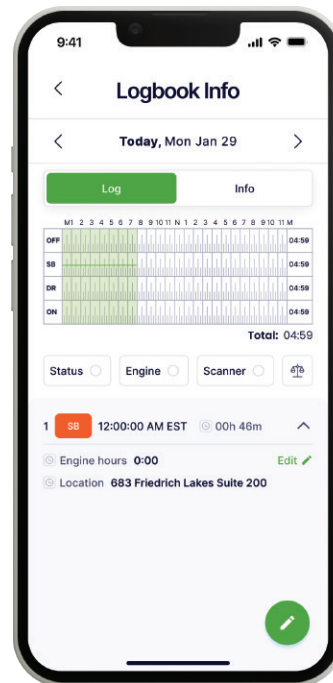 9:41
Logbook Info
Today, Mon Jan 29
Log Info
M1 2 3 4 5 6 7 8 9 10 11 N 1 2 3 4 5 6 7 8 9 10 11 M
OFF 04:59
SB 04:59
DR 04:59
ON 04:59
Total: 04:59
Status Engine Scanner
1 SB 12:00:00 AM EST 00h 46m
Engine hours 0:00 Edit
Location 683 Friedrich Lakes Suite 200